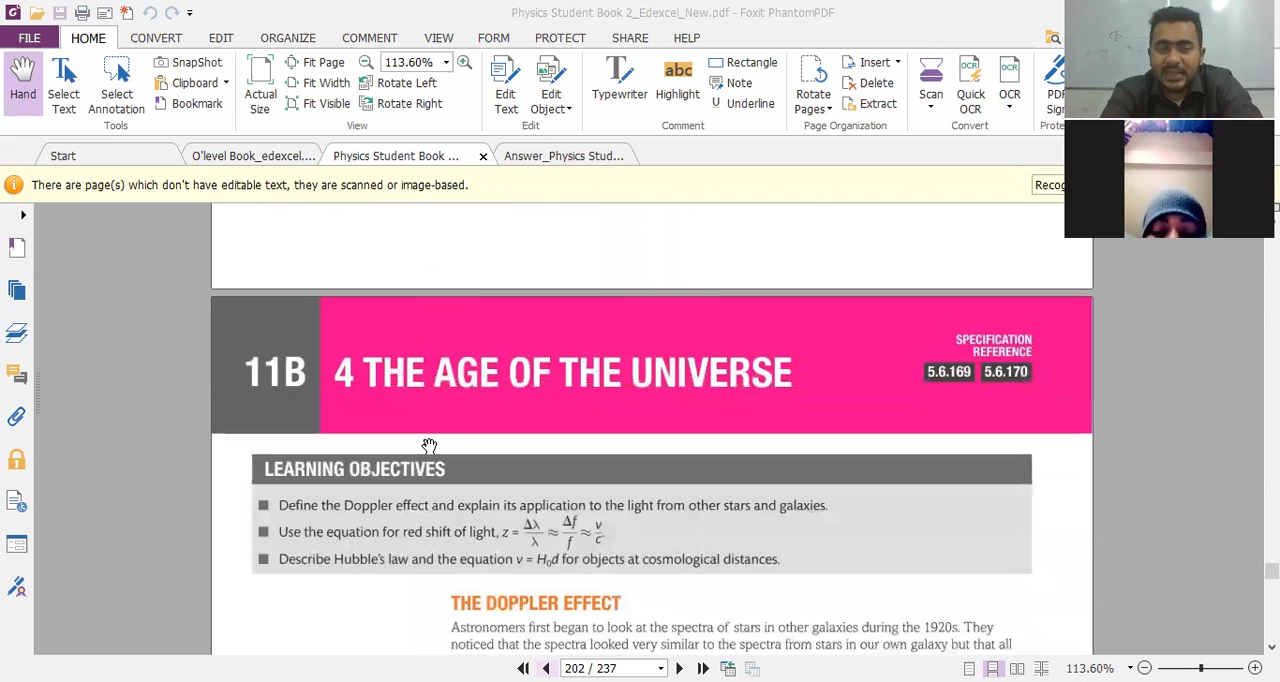 Physics Student Book 2_Edexcel_New.pdf - Foxit PhantomPDF
FILE HOME CONVERT EDIT ORGANIZE COMMENT VIEW FORM PROTECT SHARE HELP
SnapShot Fit Page 113.60% Rectangle Insert
Hand Select Text Select Annotation Clipboard Actual Size Fit Width Rotate Left Edit Text Edit Object Typewriter abc Highlight Note Rotate Pages Delete Scan Quick OCR OCR PDF Sign
Bookmark Fit Visible Rotate Right Underline Extract
Tools View Edit Comment Page Organization Convert Prote
Start O'level Book_edexcel.... Physics Student Book ... Answer_Physics Stud...
There are page(s) which don't have editable text, they are scanned or image-based. Recog
SPECIFICATION
REFERENCE
11B 4 THE AGE OF THE UNIVERSE 5.6.169 5.6.170
LEARNING OBJECTIVES
■ Define the Doppler effect and explain its application to the light from other stars and galaxies.
■ Use the equation for red shift of light, z = Δλ/λ ≈ Δf/f ≈ v/c
■ Describe Hubble's law and the equation v = H₀d for objects at cosmological distances.
THE DOPPLER EFFECT
Astronomers first began to look at the spectra of stars in other galaxies during the 1920s. They
noticed that the spectra looked very similar to the spectra from stars in our own galaxy but that all
202 / 237 113.60%